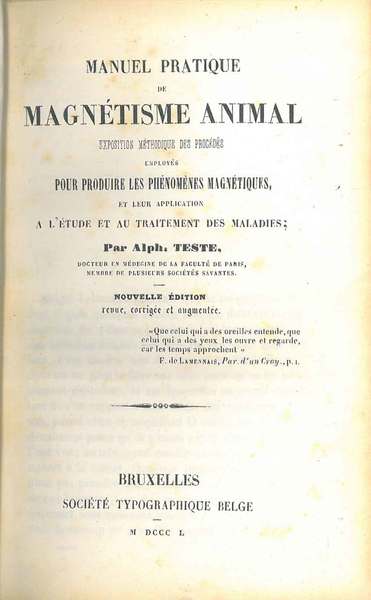 MANUEL PRATIQUE
DE
MAGNÉTISME ANIMAL
EXPOSITION MÉTHODIQUE DES PROCÉDÉS
EMPLOYÉS
POUR PRODUIRE LES PHÉNOMÈNES MAGNÉTIQUES,
ET LEUR APPLICATION
A L'ÉTUDE ET AU TRAITEMENT DES MALADIES;
Par Alph. TESTE,
DOCTEUR EN MÉDECINE DE LA FACULTÉ DE PARIS,
MEMBRE DE PLUSIEURS SOCIÉTÉS SAVANTES.
NOUVELLE ÉDITION
revue, corrigée et augmentée.
«Que celui qui a des oreilles entende, que
celui qui a des yeux les ouvre et regarde,
car les temps approchent»
F. de LAMENNAIS, Par. d'un Croy., p. 1.
BRUXELLES
SOCIÉTÉ TYPOGRAPHIQUE BELGE
M DCCC L